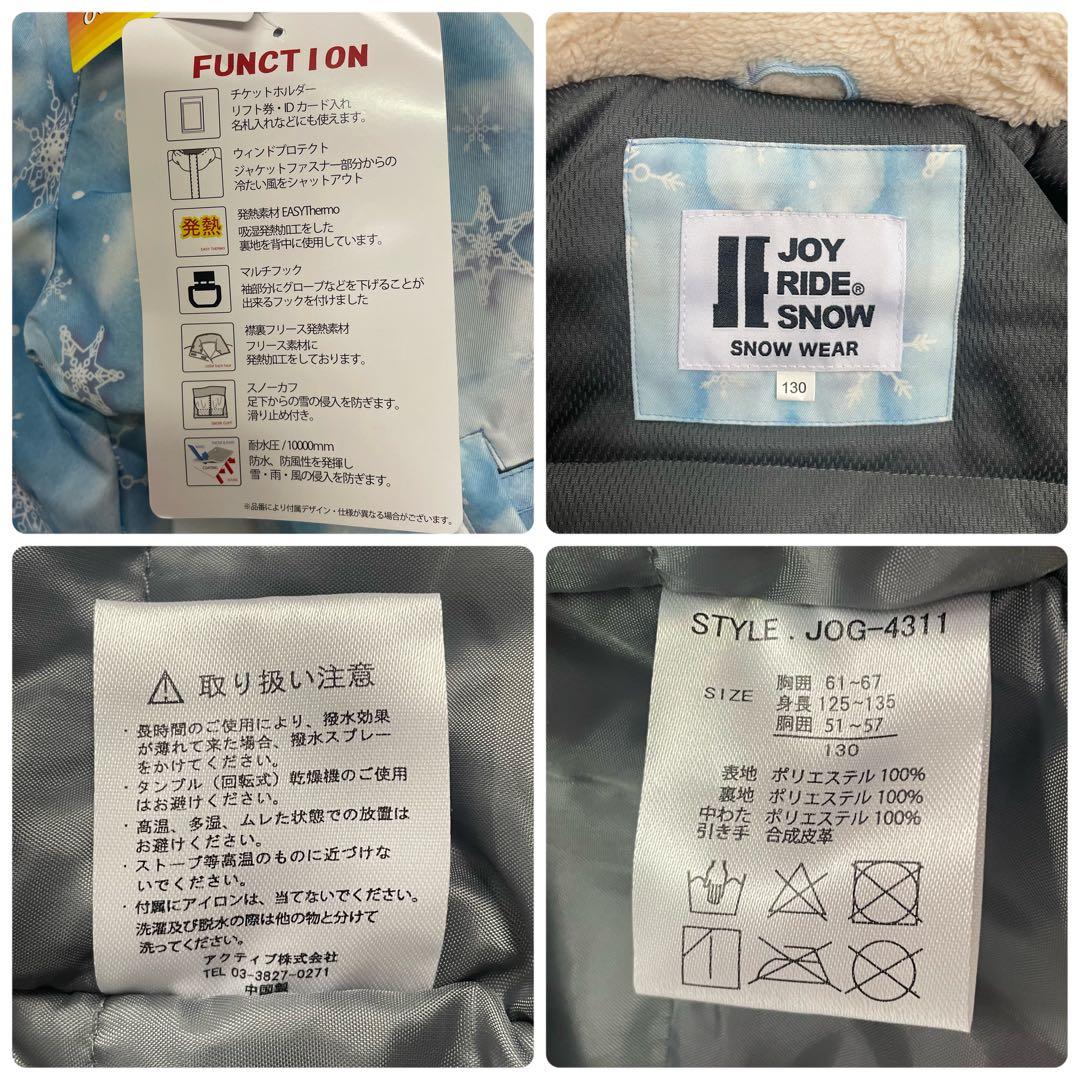 FUNCTION
チケットホルダー
リフト券・IDカード入れ
名札入れなどにも使えます。
ウィンドプロテクト
ジャケットファスナー部分からの
冷たい風をシャットアウト
発熱
EASY THERMO
発熱素材 EASYThermo
吸湿発熱加工をした
裏地を背中に使用しています。
マルチフック
袖部分にグローブなどを下げることが
出来るフックを付けました
襟裏フリース発熱素材
フリース素材に
発熱加工をしております。
スノーカフ
足下からの雪の侵入を防ぎます。
滑り止め付き。
耐水圧/10000mm
防水、防風性を発揮し
雪・雨・風の侵入を防ぎます。
COATING
※品番により付属デザイン・仕様が異なる場合がございます。
JOY
RIDE®
SNOW
SNOW WEAR
130
⚠ 取り扱い注意
・長時間のご使用により、撥水効果
が薄れて来た場合、撥水スプレー
をかけてください。
・タンブル（回転式）乾燥機のご使用
はお避けください。
・高温、多湿、ムレた状態での放置は
お避けください。
・ストーブ等高温のものに近づけな
いでください。
・付属にアイロンは、当てないでください。
洗濯及び脱水の際は他の物と分けて
洗ってください。
アクティブ株式会社
TEL 03-3827-0271
中国製
STYLE . JOG-4311
SIZE 胸囲 61~67
身長 125~135
胴囲 51~57
130
表地 ポリエステル 100%
裏地 ポリエステル 100%
中わた ポリエステル 100%
引き手 合成皮革